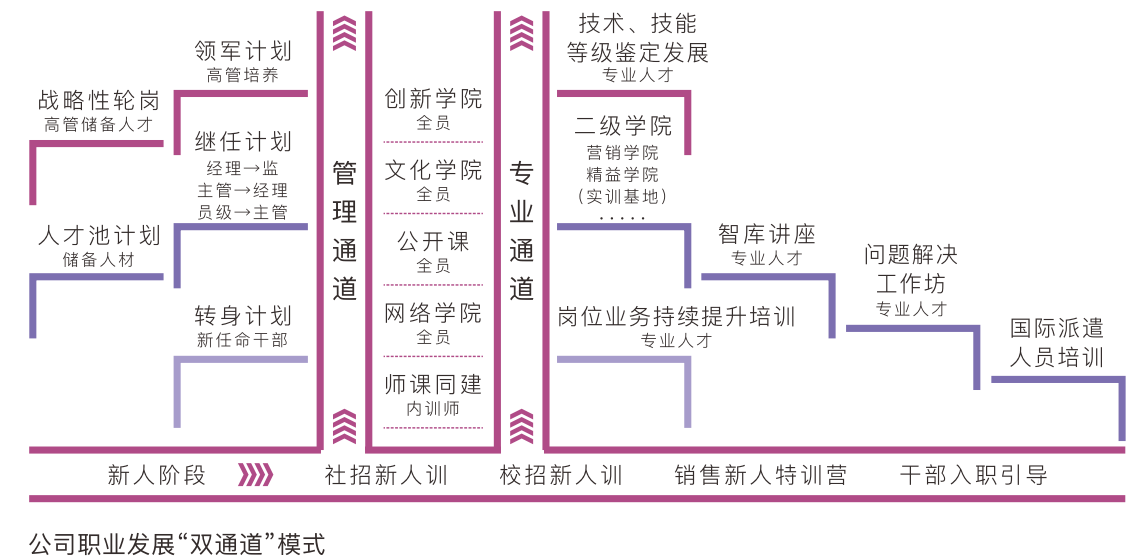 领军计划
高管培养
战略性轮岗
高管储备人才
继任计划
经理→监
主管→经理
员级→主管
人才池计划
储备人材
转身计划
新任命干部
管理通道
创新学院
全员
文化学院
全员
公开课
全员
网络学院
全员
师课同建
内训师
专业通道
技术、技能
等级鉴定发展
专业人才
二级学院
营销学院
精益学院
(实训基地)
.....
智库讲座
专业人才
问题解决
工作坊
专业人才
岗位业务持续提升培训
专业人才
国际派遣
人员培训
新人阶段
社招新人训
校招新人训
销售新人特训营
干部入职引导
公司职业发展“双通道”模式